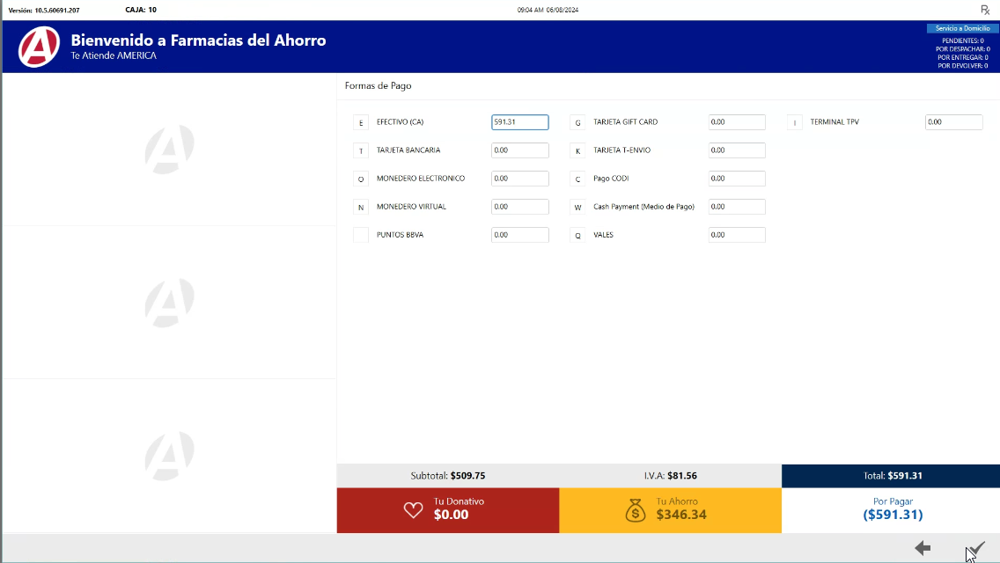 Versión: 10.5.60691.207
CAJA: 10
09:04 AM 06/08/2024
Bienvenido a Farmacias del Ahorro
Te Atiende AMERICA
Servicio a Domicilio
PENDIENTES: 0
POR DESPACHAR: 0
POR ENTREGAR: 0
POR DEVOLVER: 0
Formas de Pago
E EFECTIVO (CA) 591.31
G TARJETA GIFT CARD 0.00
I TERMINAL TPV 0.00
T TARJETA BANCARIA 0.00
K TARJETA T-ENVIO 0.00
O MONEDERO ELECTRONICO 0.00
C Pago CODI 0.00
N MONEDERO VIRTUAL 0.00
W Cash Payment (Medio de Pago) 0.00
PUNTOS BBVA 0.00
Q VALES 0.00
Subtotal: $509.75
I.V.A: $81.56
Total: $591.31
Tu Donativo
$0.00
Tu Ahorro
$346.34
Por Pagar
($591.31)